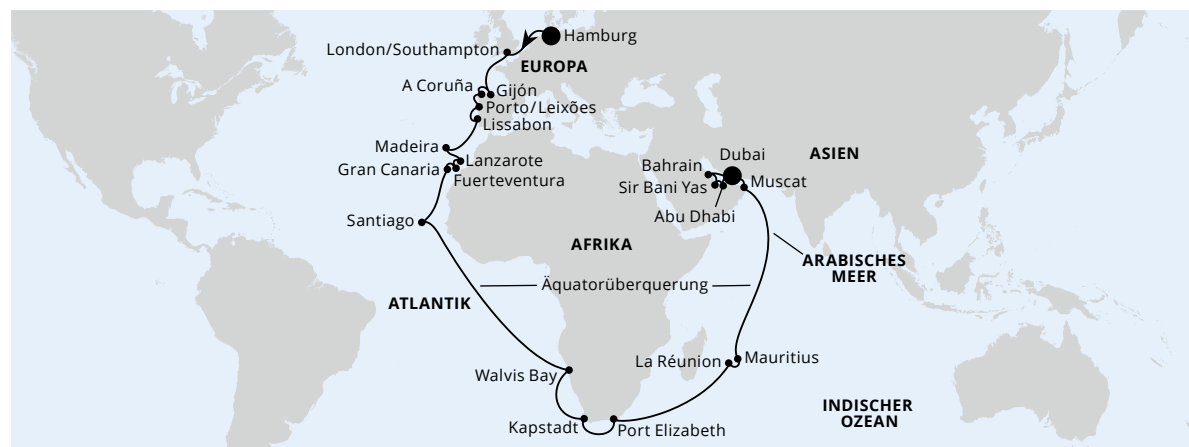 Hamburg
London/Southampton
EUROPA
A Coruña
Gijón
Porto/Leixões
Lissabon
Madeira
Lanzarote
Gran Canaria
Fuerteventura
Santiago
Bahrain
Dubai
ASIEN
Sir Bani Yas
Muscat
Abu Dhabi
AFRIKA
ARABISCHES
MEER
Äquatorüberquerung
ATLANTIK
La Réunion
Mauritius
Walvis Bay
Kapstadt
Port Elizabeth
INDISCHER
OZEAN